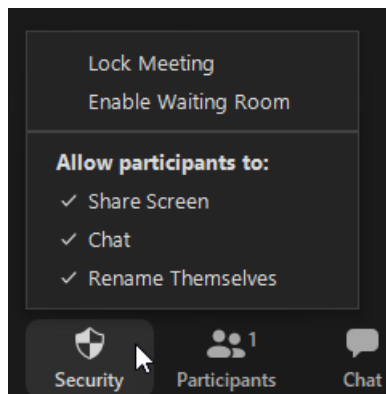 Lock Meeting
Enable Waiting Room
Allow participants to:
Share Screen
Chat
Rename Themselves
1
Security Participants Chat